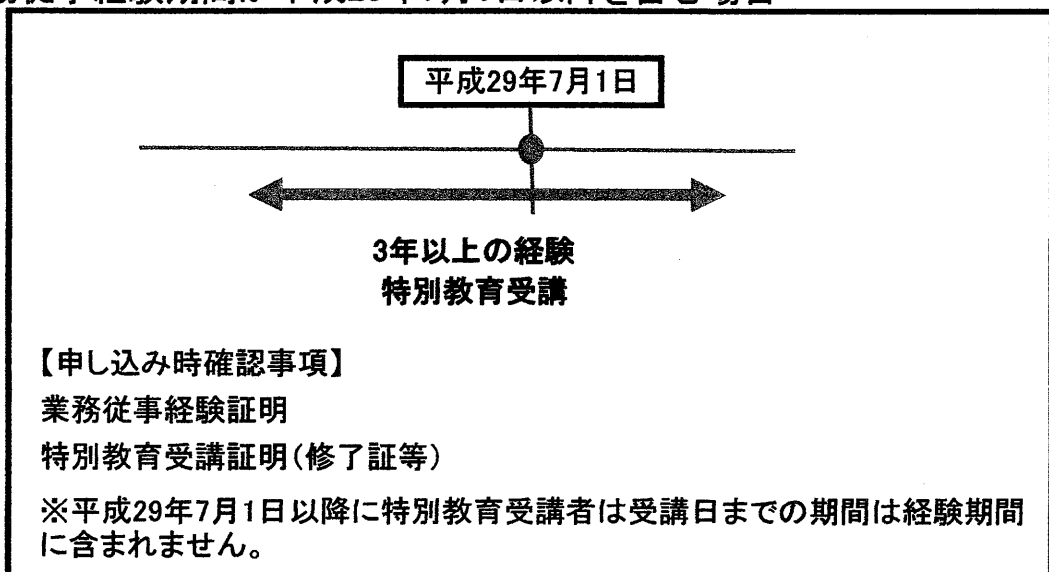 平成29年7月1日
3年以上の経験
特別教育受講
【申し込み時確認事項】
業務従事経験証明
特別教育受講証明(修了証等)
※平成29年7月1日以降に特別教育受講者は受講日までの期間は経験期間
に含まれません。